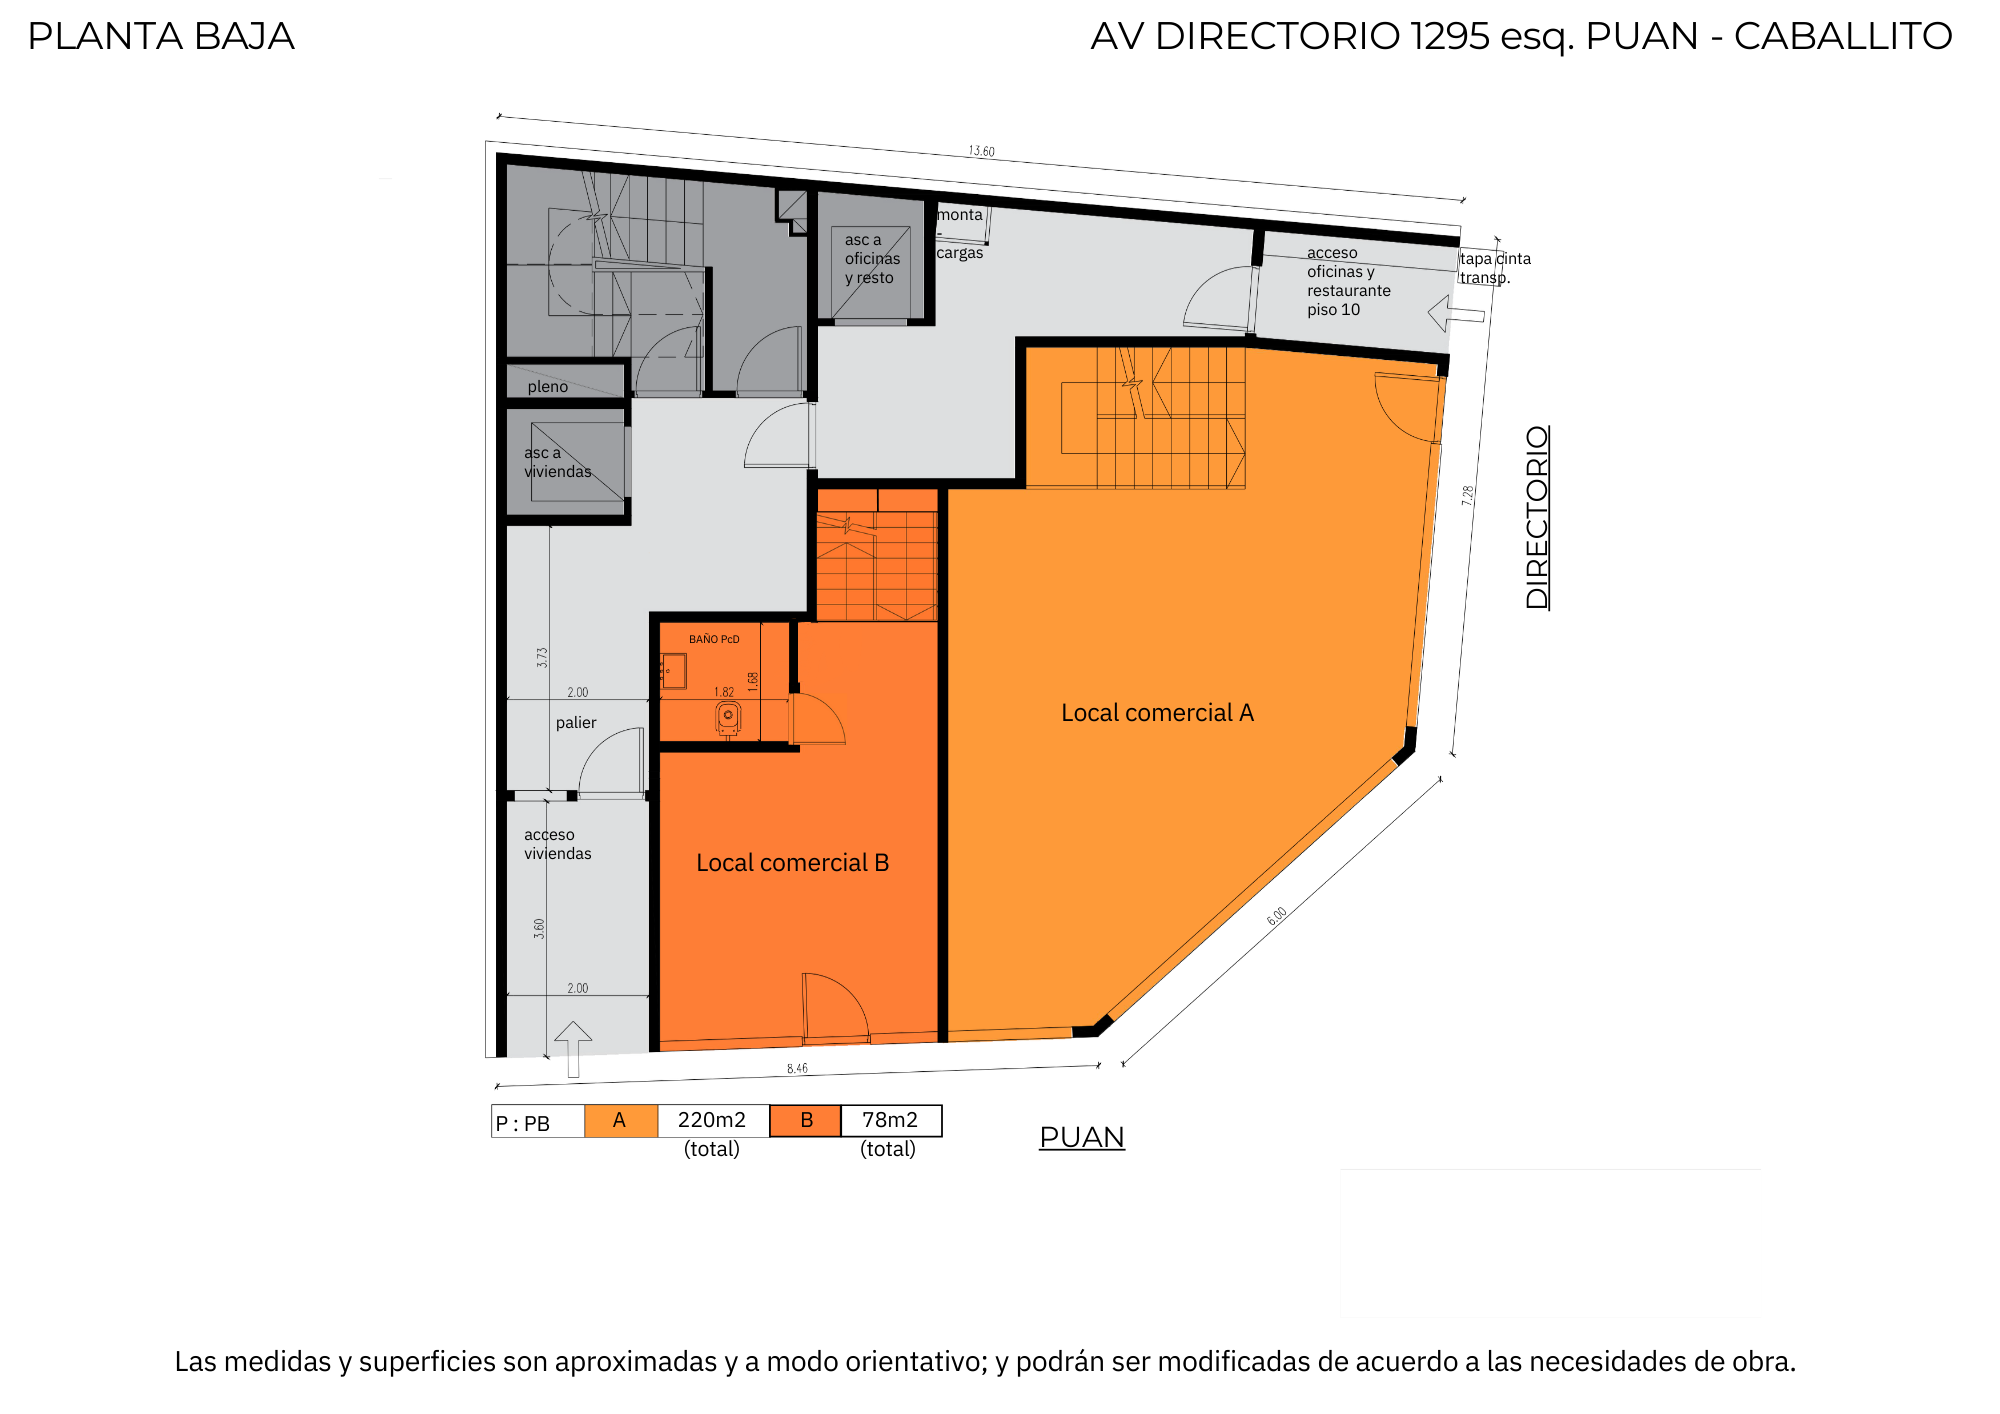 PLANTA BAJA
AV DIRECTORIO 1295 esq. PUAN - CABALLITO
13.60
monta
-
cargas
asc a
oficinas
y resto
acceso
oficinas y
restaurante
piso 10
tapa cinta
transp.
pleno
asc a
viviendas
DIRECTORIO
7.28
BAÑO PcD
3.73
2.00
1.82
1.68
palier
Local comercial A
acceso
viviendas
Local comercial B
3.60
6.00
2.00
8.46
P : PB
A
220m2
(total)
B
78m2
(total)
PUAN
Las medidas y superficies son aproximadas y a modo orientativo; y podrán ser modificadas de acuerdo a las necesidades de obra.